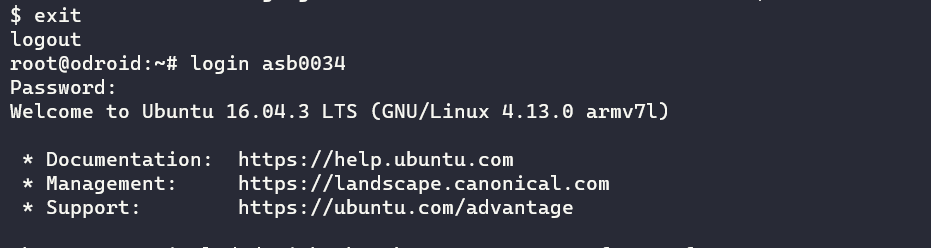 $ exit
logout
root@odroid:~# login asb0034
Password:
Welcome to Ubuntu 16.04.3 LTS (GNU/Linux 4.13.0 armv7l)
* Documentation: https://help.ubuntu.com
* Management: https://landscape.canonical.com
* Support: https://ubuntu.com/advantage